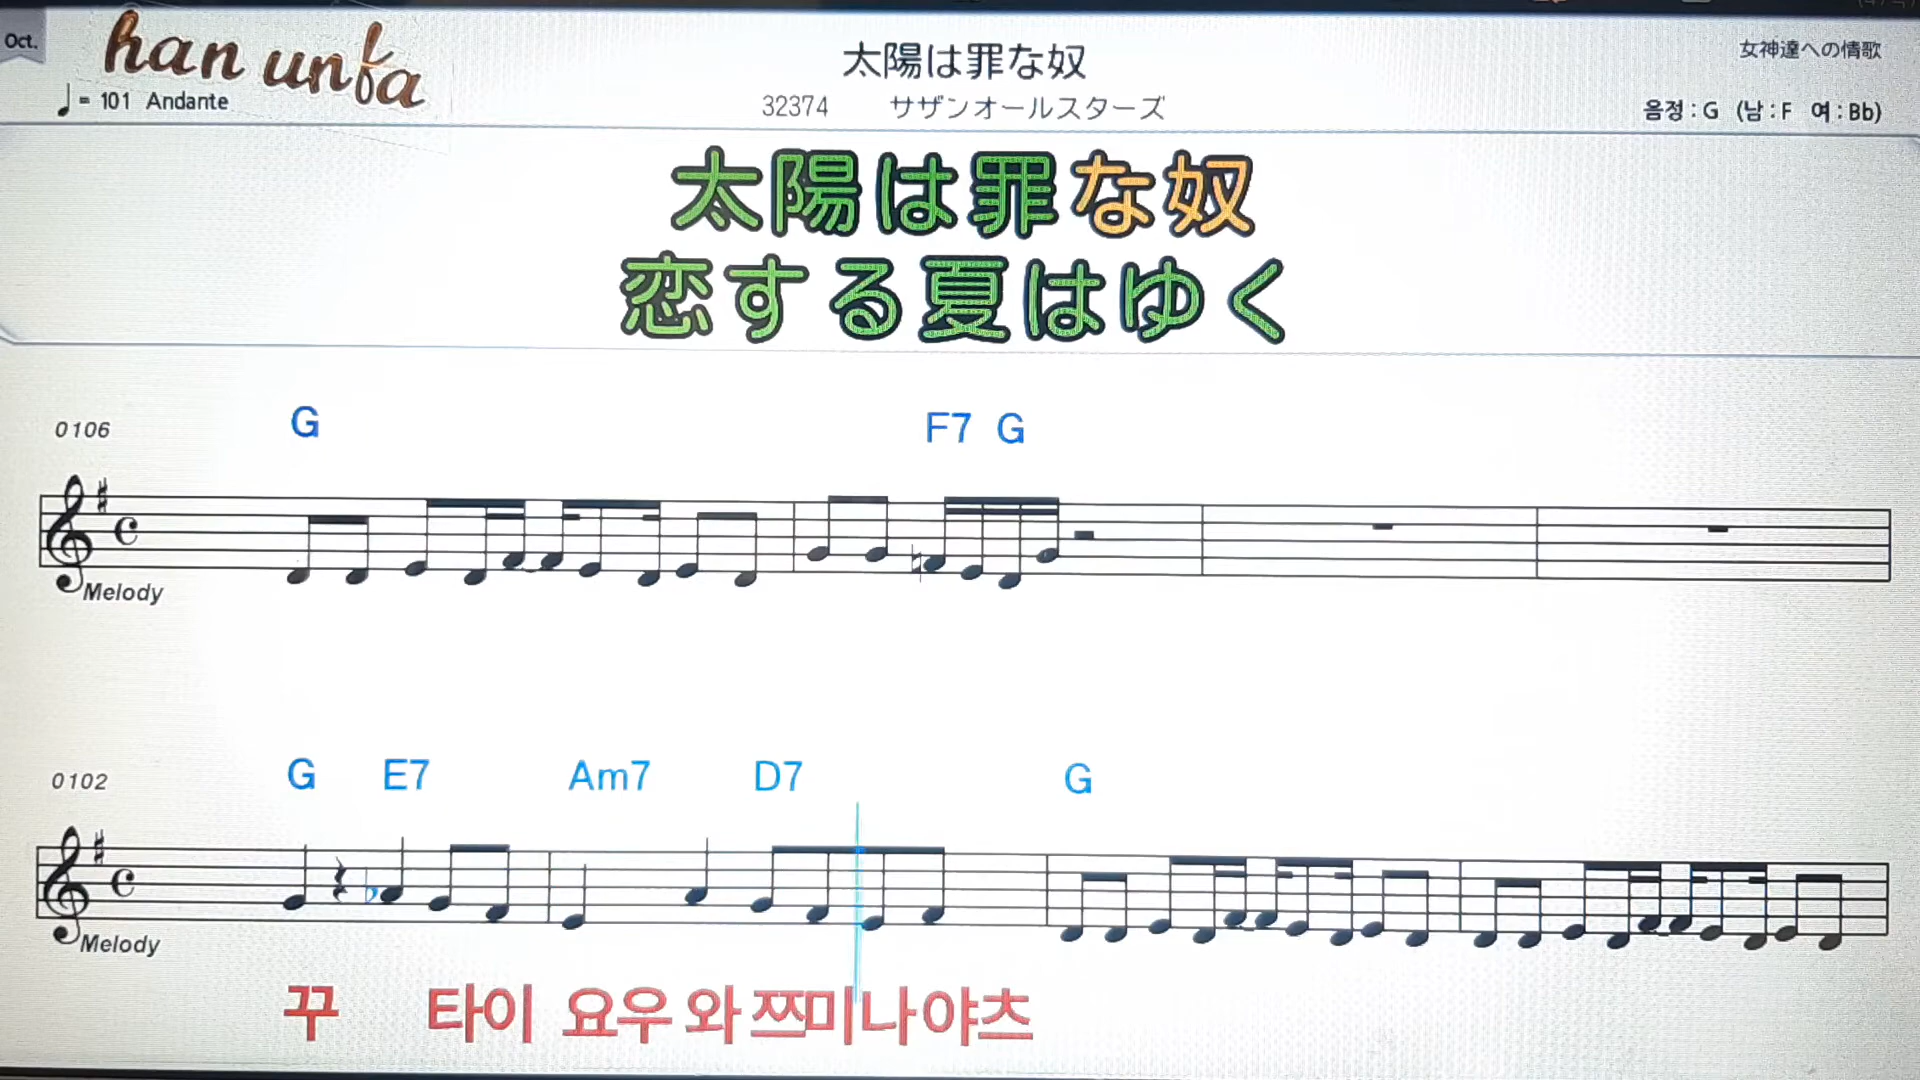 Oct.
han unfa
♩= 101 Andante
太陽は罪な奴
32374 サザンオールスターズ
女神達への情歌
음정 : G (남 : F 여 : Bb)
太陽は罪な奴
恋する夏はゆく
0106
G F7 G
Melody
0102
G E7 Am7 D7 G
Melody
꾸 타이 요우 와 쯔미나야츠